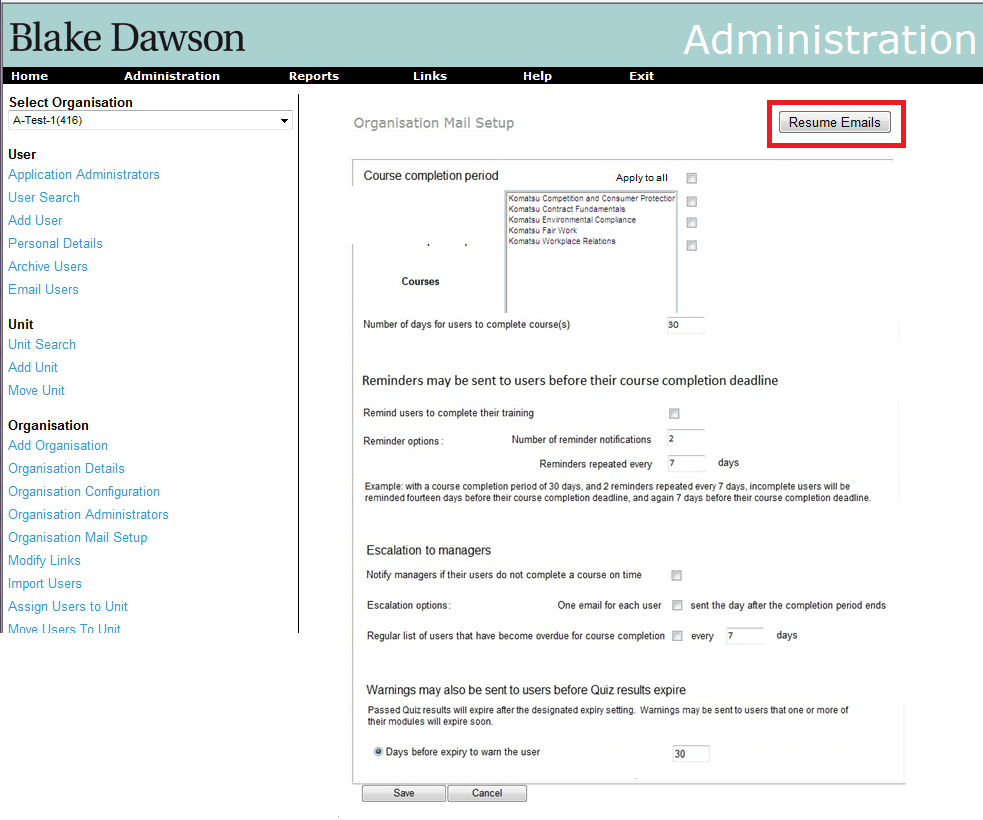 Blake Dawson
Administration
Home Administration Reports Links Help Exit
Select Organisation
A-Test-1(416)
User
Application Administrators
User Search
Add User
Personal Details
Archive Users
Email Users
Unit
Unit Search
Add Unit
Move Unit
Organisation
Add Organisation
Organisation Details
Organisation Configuration
Organisation Administrators
Organisation Mail Setup
Modify Links
Import Users
Assign Users to Unit
Move Users To Unit
Organisation Mail Setup
Resume Emails
Course completion period
Apply to all
Komatsu Competition and Consumer Protection
Komatsu Contract Fundamentals
Komatsu Environmental Compliance
Komatsu Fair Work
Komatsu Workplace Relations
Courses
Number of days for users to complete course(s) 30
Reminders may be sent to users before their course completion deadline
Remind users to complete their training
Reminder options: Number of reminder notifications 2
Reminders repeated every 7 days
Example: with a course completion period of 30 days, and 2 reminders repeated every 7 days, incomplete users will be
reminded fourteen days before their course completion deadline, and again 7 days before their course completion deadline.
Escalation to managers
Notify managers if their users do not complete a course on time
Escalation options: One email for each user sent the day after the completion period ends
Regular list of users that have become overdue for course completion every 7 days
Warnings may also be sent to users before Quiz results expire
Passed Quiz results will expire after the designated expiry setting. Warnings may be sent to users that one or more of
their modules will expire soon.
Days before expiry to warn the user 30
Save Cancel